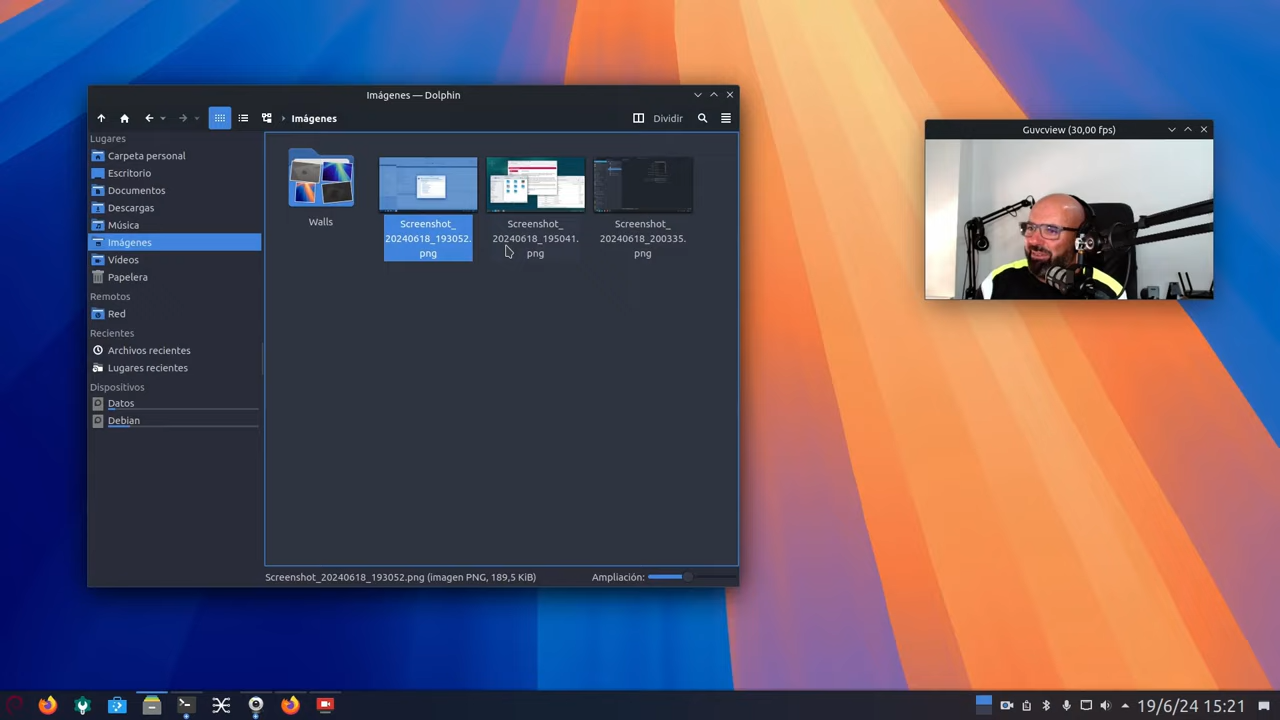 Imágenes — Dolphin
Imágenes
Dividir
Lugares
Carpeta personal
Escritorio
Documentos
Descargas
Música
Imágenes
Vídeos
Papelera
Remotos
Red
Recientes
Archivos recientes
Lugares recientes
Dispositivos
Datos
Debian
Walls
Screenshot_
20240618_193052.
png
Screenshot_
20240618_195041.
png
Screenshot_
20240618_200335.
png
Screenshot_20240618_193052.png (imagen PNG, 189,5 KiB)
Ampliación:
Guvcview (30,00 fps)
19/6/24 15:21